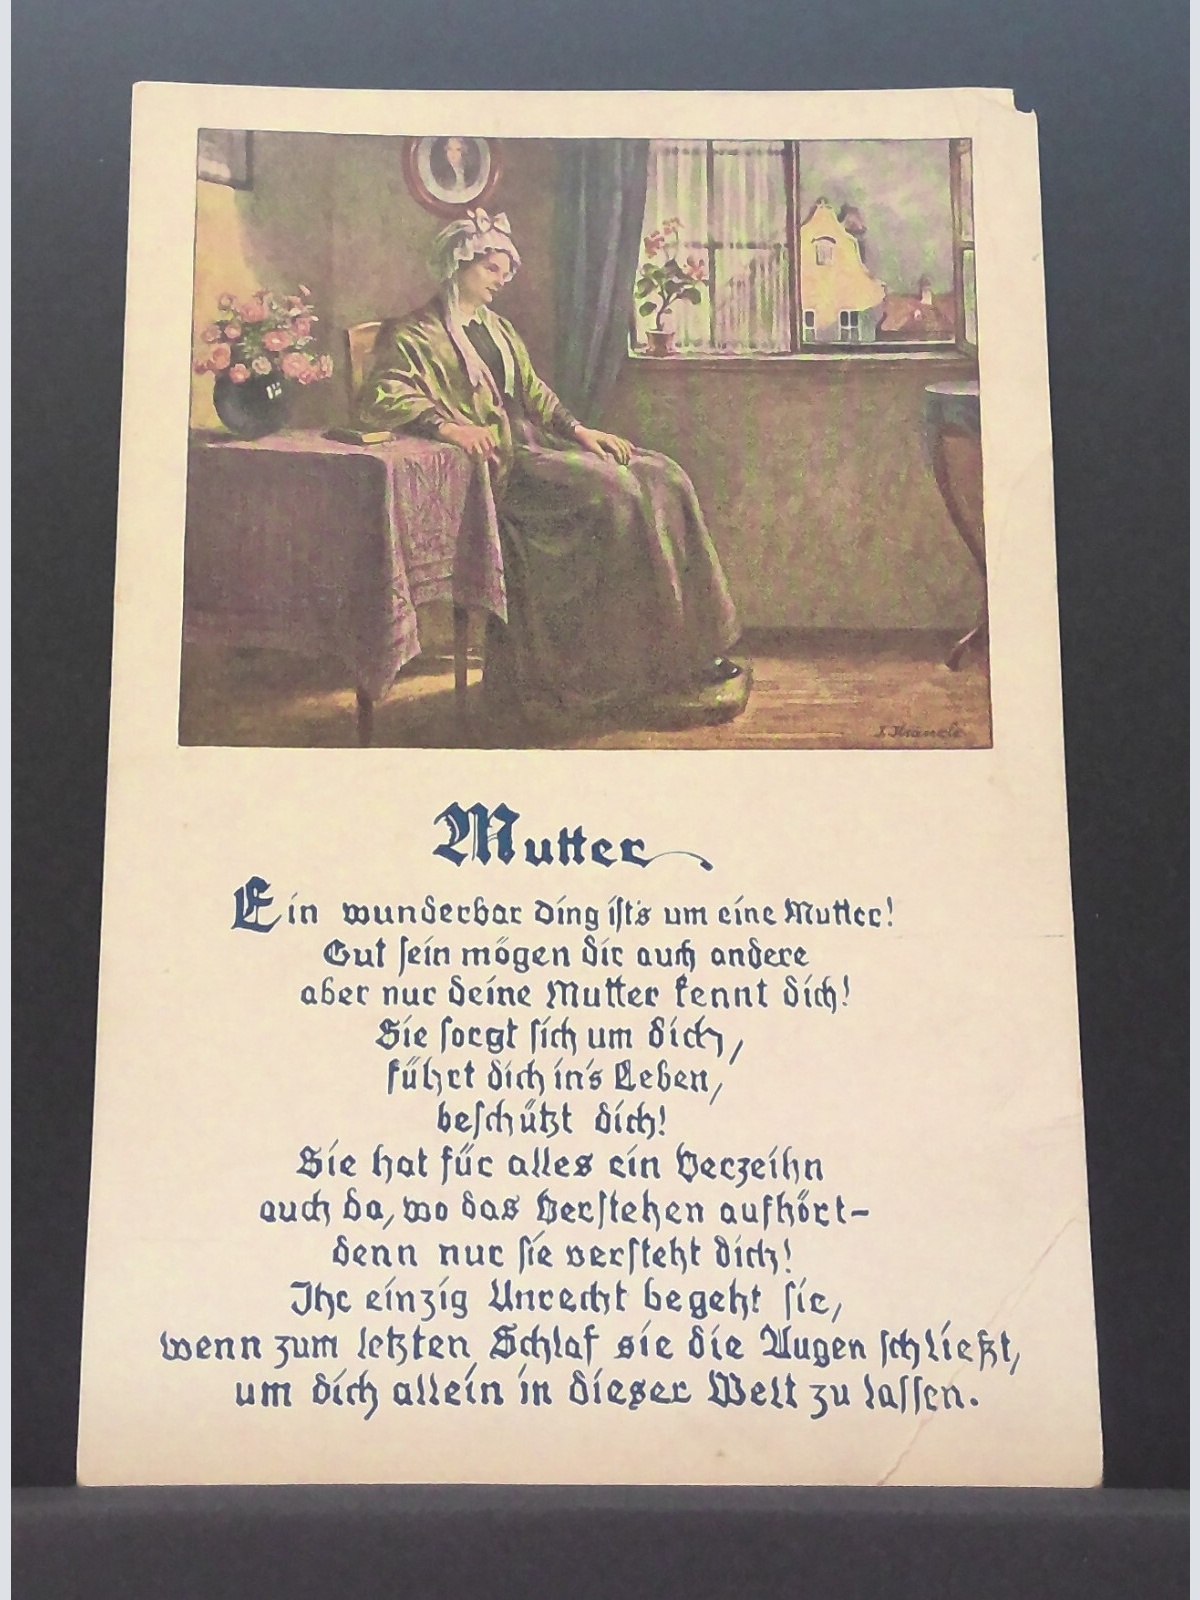 Mutter
Ein wunderbar Ding ist's um eine Mutter!
Gut sein mögen dir auch andere
aber nur deine Mutter kennt dich!
Sie sorgt sich um dich,
führt dich in's Leben,
beschützt dich!
Sie hat für alles ein Verzeihn
auch da, wo das Verstehen aufhört-
denn nur sie versteht dich!
Ihr einzig Unrecht begeht sie,
wenn zum letzten Schlaf sie die Augen schließt,
um dich allein in dieser Welt zu lassen.